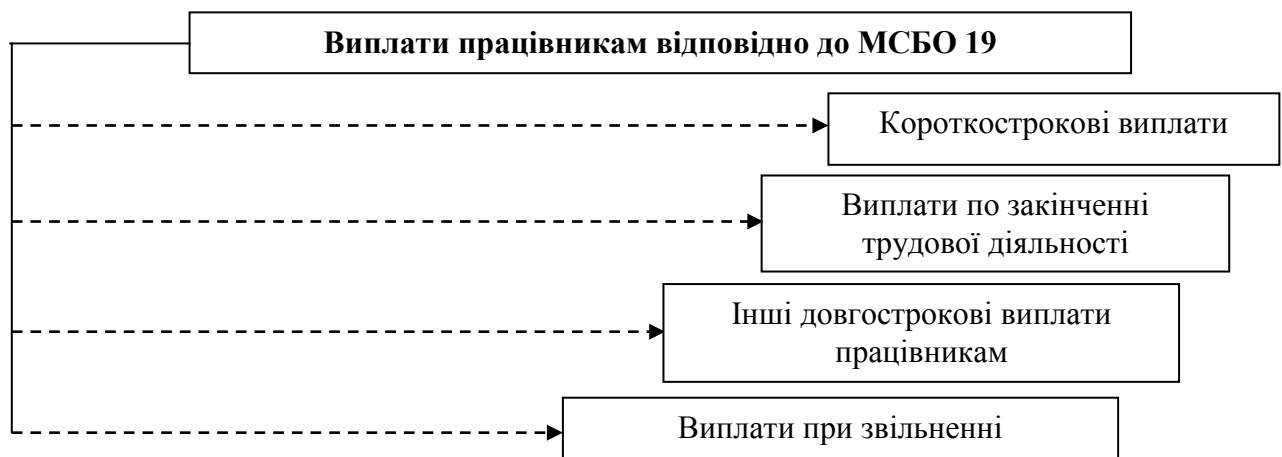 Виплати працівникам відповідно до МСБО 19
Короткострокові виплати
Виплати по закінченні
трудової діяльності
Інші довгострокові виплати
працівникам
Виплати при звільненні